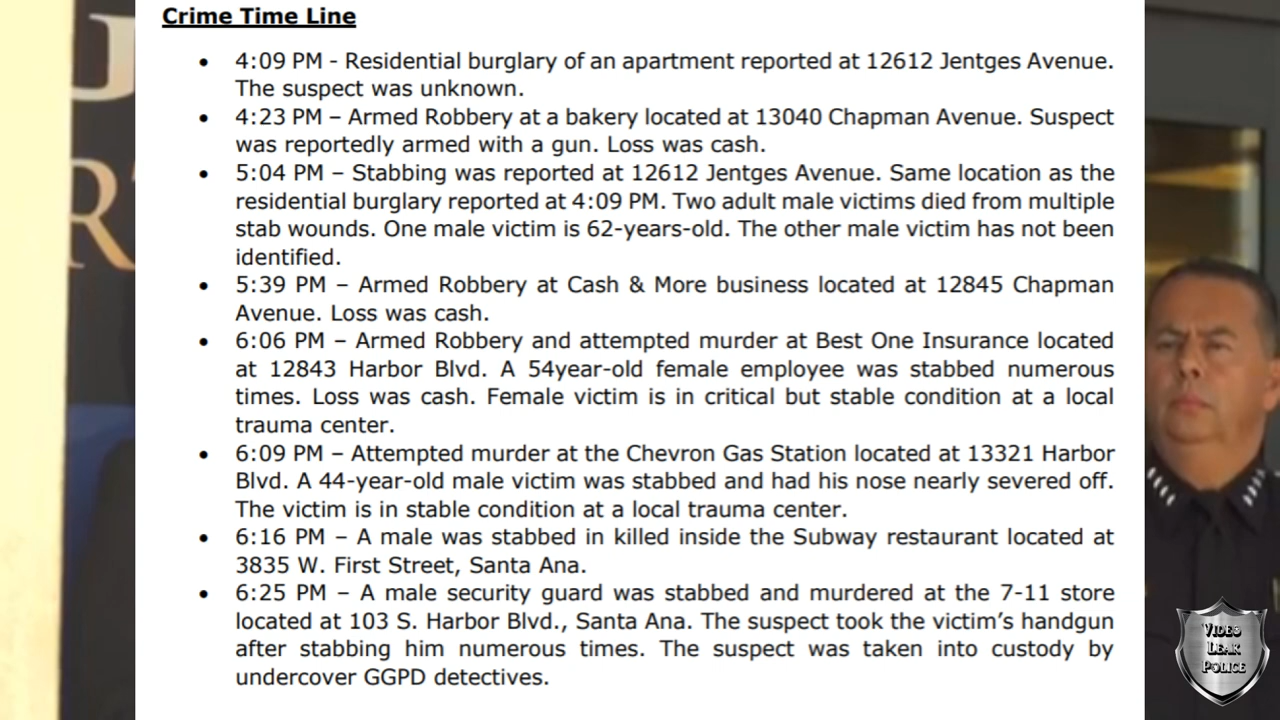 Crime Time Line
• 4:09 PM - Residential burglary of an apartment reported at 12612 Jentges Avenue.
The suspect was unknown.
• 4:23 PM – Armed Robbery at a bakery located at 13040 Chapman Avenue. Suspect
was reportedly armed with a gun. Loss was cash.
• 5:04 PM – Stabbing was reported at 12612 Jentges Avenue. Same location as the
residential burglary reported at 4:09 PM. Two adult male victims died from multiple
stab wounds. One male victim is 62-years-old. The other male victim has not been
identified.
• 5:39 PM – Armed Robbery at Cash & More business located at 12845 Chapman
Avenue. Loss was cash.
• 6:06 PM – Armed Robbery and attempted murder at Best One Insurance located
at 12843 Harbor Blvd. A 54year-old female employee was stabbed numerous
times. Loss was cash. Female victim is in critical but stable condition at a local
trauma center.
• 6:09 PM – Attempted murder at the Chevron Gas Station located at 13321 Harbor
Blvd. A 44-year-old male victim was stabbed and had his nose nearly severed off.
The victim is in stable condition at a local trauma center.
• 6:16 PM – A male was stabbed in killed inside the Subway restaurant located at
3835 W. First Street, Santa Ana.
• 6:25 PM – A male security guard was stabbed and murdered at the 7-11 store
located at 103 S. Harbor Blvd., Santa Ana. The suspect took the victim's handgun
after stabbing him numerous times. The suspect was taken into custody by
undercover GGPD detectives.
VIDEO
LEAK
POLICE